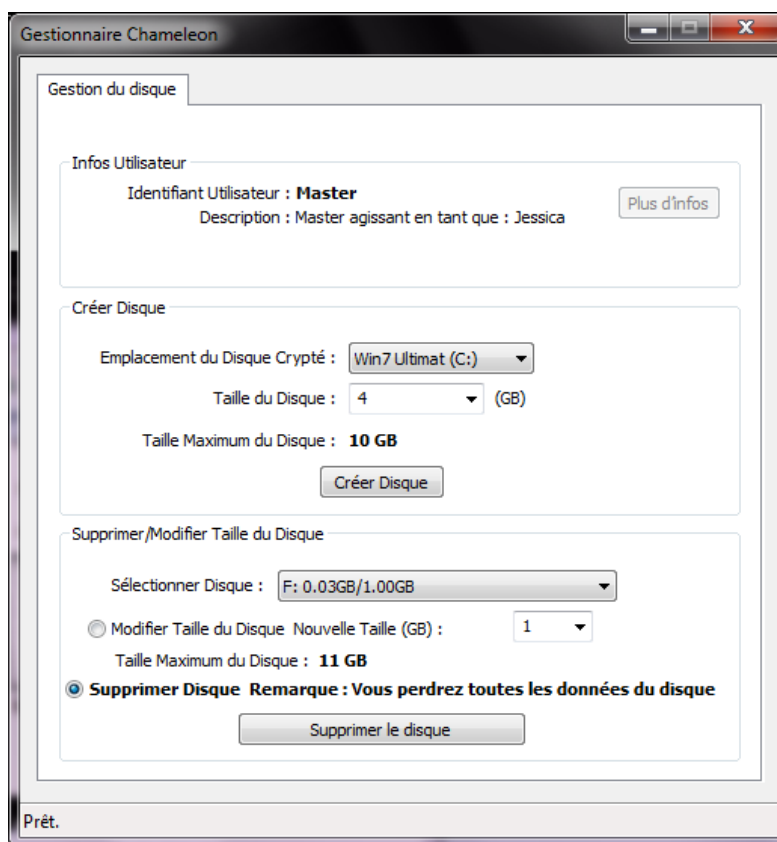 Gestionnaire Chameleon
Gestion du disque
Infos Utilisateur
Identifiant Utilisateur : Master
Description : Master agissant en tant que : Jessica
Plus d'infos
Créer Disque
Emplacement du Disque Crypté : Win7 Ultimat (C:)
Taille du Disque : 4 (GB)
Taille Maximum du Disque : 10 GB
Créer Disque
Supprimer/Modifier Taille du Disque
Sélectionner Disque : F: 0.03GB/1.00GB
Modifier Taille du Disque Nouvelle Taille (GB) : 1
Taille Maximum du Disque : 11 GB
Supprimer Disque Remarque : Vous perdrez toutes les données du disque
Supprimer le disque
Prêt.